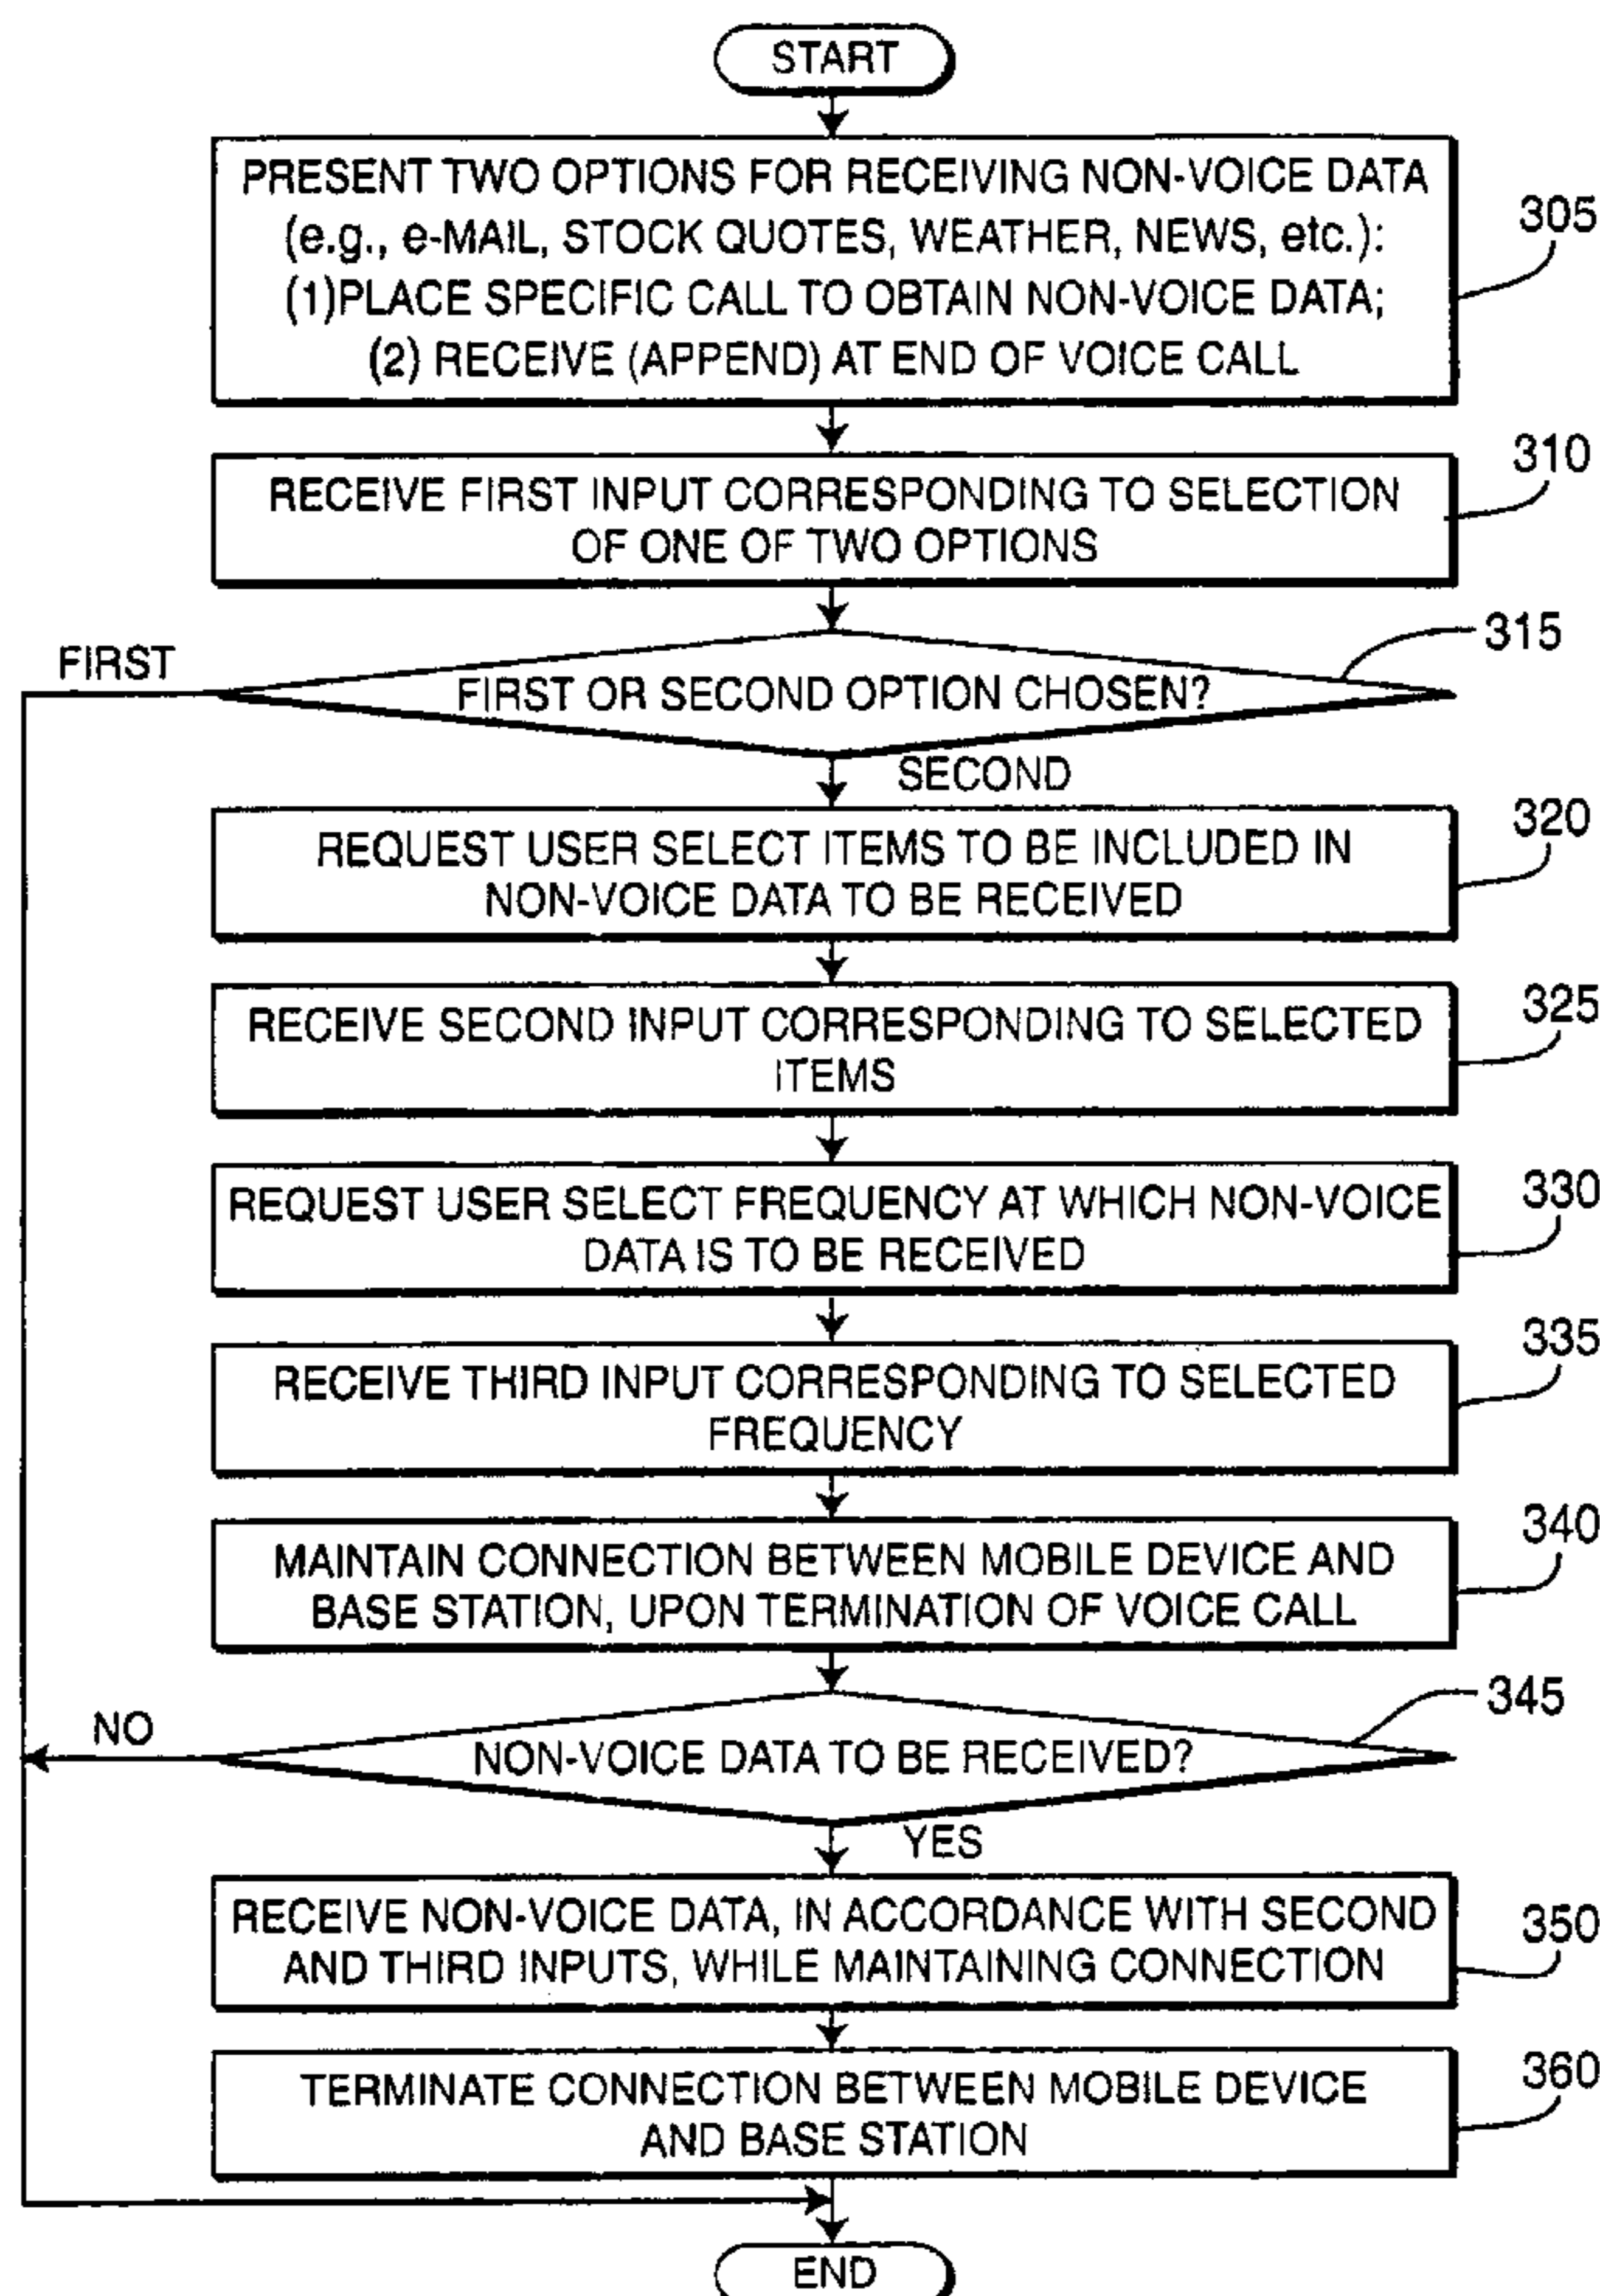 START
PRESENT TWO OPTIONS FOR RECEIVING NON-VOICE DATA
(e.g., e-MAIL, STOCK QUOTES, WEATHER, NEWS, etc.):
(1)PLACE SPECIFIC CALL TO OBTAIN NON-VOICE DATA;
(2) RECEIVE (APPEND) AT END OF VOICE CALL
305
RECEIVE FIRST INPUT CORRESPONDING TO SELECTION
OF ONE OF TWO OPTIONS
310
FIRST
FIRST OR SECOND OPTION CHOSEN?
315
SECOND
REQUEST USER SELECT ITEMS TO BE INCLUDED IN
NON-VOICE DATA TO BE RECEIVED
320
RECEIVE SECOND INPUT CORRESPONDING TO SELECTED
ITEMS
325
REQUEST USER SELECT FREQUENCY AT WHICH NON-VOICE
DATA IS TO BE RECEIVED
330
RECEIVE THIRD INPUT CORRESPONDING TO SELECTED
FREQUENCY
335
MAINTAIN CONNECTION BETWEEN MOBILE DEVICE AND
BASE STATION, UPON TERMINATION OF VOICE CALL
340
NO
NON-VOICE DATA TO BE RECEIVED?
345
YES
RECEIVE NON-VOICE DATA, IN ACCORDANCE WITH SECOND
AND THIRD INPUTS, WHILE MAINTAINING CONNECTION
350
TERMINATE CONNECTION BETWEEN MOBILE DEVICE
AND BASE STATION
360
END